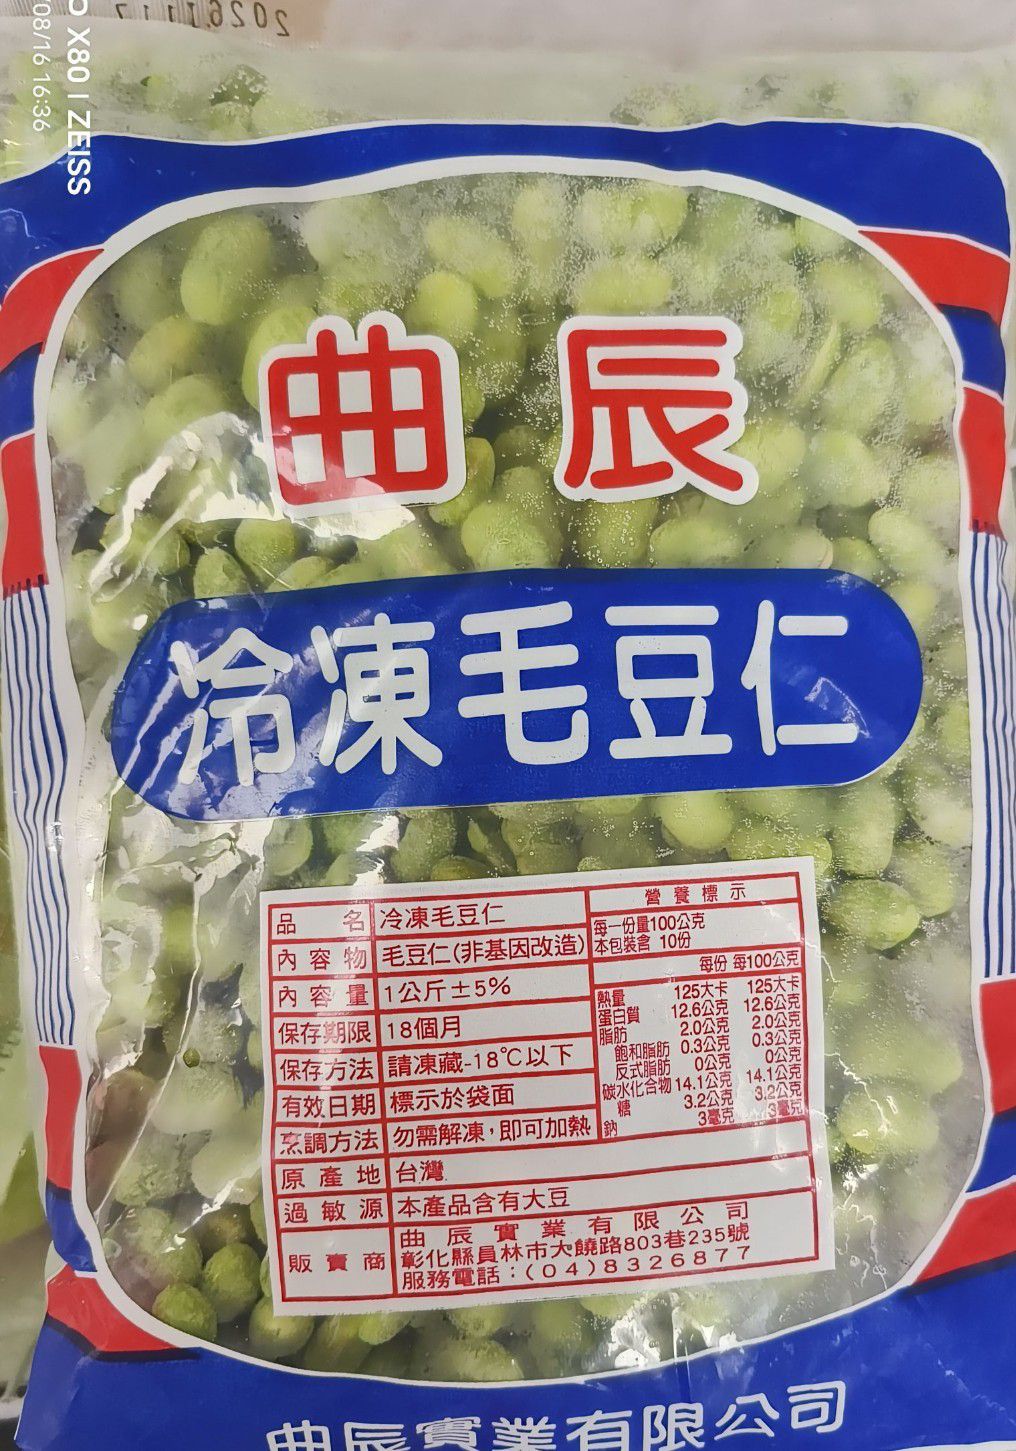 20261117
X80 | ZEISS
08/16 16:36
曲辰
冷凍毛豆仁
品名 冷凍毛豆仁
內容物 毛豆仁(非基因改造)
內容量 1公斤±5%
保存期限 18個月
保存方法 請凍藏-18℃以下
有效日期 標示於袋面
烹調方法 勿需解凍，即可加熱
原產地 台灣
過敏源 本產品含有大豆
販賣商 曲辰實業有限公司
彰化縣員林市大饒路803巷235號
服務電話：(04)8326877
營養標示
每一份量100公克
本包裝含 10份
每份 每100公克
熱量 125大卡 125大卡
蛋白質 12.6公克 12.6公克
脂肪 2.0公克 2.0公克
飽和脂肪 0.3公克 0.3公克
反式脂肪 0公克 0公克
碳水化合物 14.1公克 14.1公克
糖 3.2公克 3.2公克
鈉 3毫克 3毫克
曲辰實業有限公司